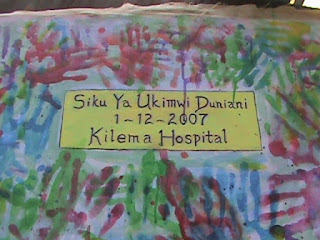 Siku Ya Ukimwi Duniani
1-12-2007
Kilema Hospital